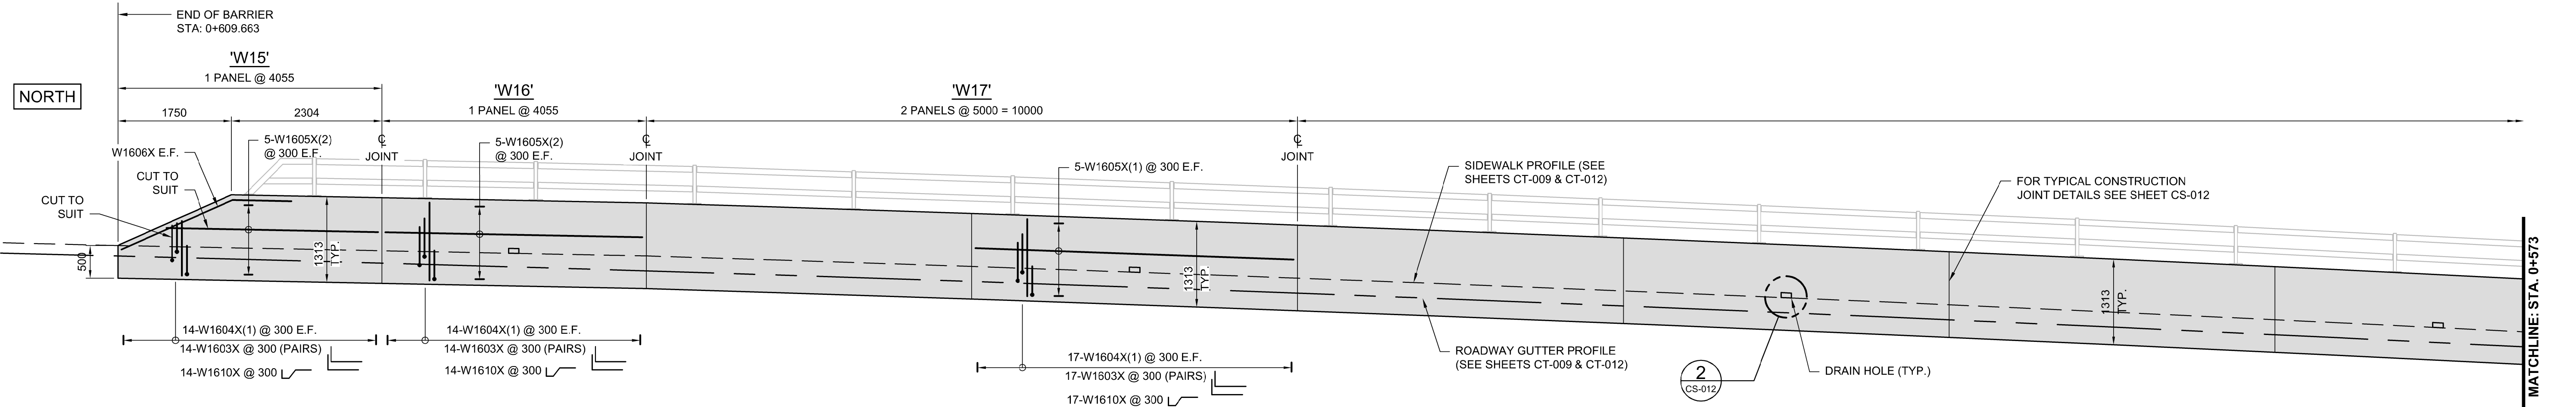 END OF BARRIER
STA: 0+609.663
'W15'
1 PANEL @ 4055
NORTH
'W16'
1 PANEL @ 4055
'W17'
2 PANELS @ 5000 = 10000
1750
2304
5-W1605X(2)
@ 300 E.F.
℄
JOINT
5-W1605X(2)
@ 300 E.F.
℄
JOINT
℄
JOINT
W1606X E.F.
CUT TO
SUIT
CUT TO
SUIT
5-W1605X(1) @ 300 E.F.
SIDEWALK PROFILE (SEE
SHEETS CT-009 & CT-012)
FOR TYPICAL CONSTRUCTION
JOINT DETAILS SEE SHEET CS-012
500
1313
TYP.
1313
TYP.
1313
TYP.
MATCHLINE: STA. 0+573
14-W1604X(1) @ 300 E.F.
14-W1603X @ 300 (PAIRS)
14-W1610X @ 300
14-W1604X(1) @ 300 E.F.
14-W1603X @ 300 (PAIRS)
14-W1610X @ 300
17-W1604X(1) @ 300 E.F.
17-W1603X @ 300 (PAIRS)
17-W1610X @ 300
ROADWAY GUTTER PROFILE
(SEE SHEETS CT-009 & CT-012)
2
CS-012
DRAIN HOLE (TYP.)